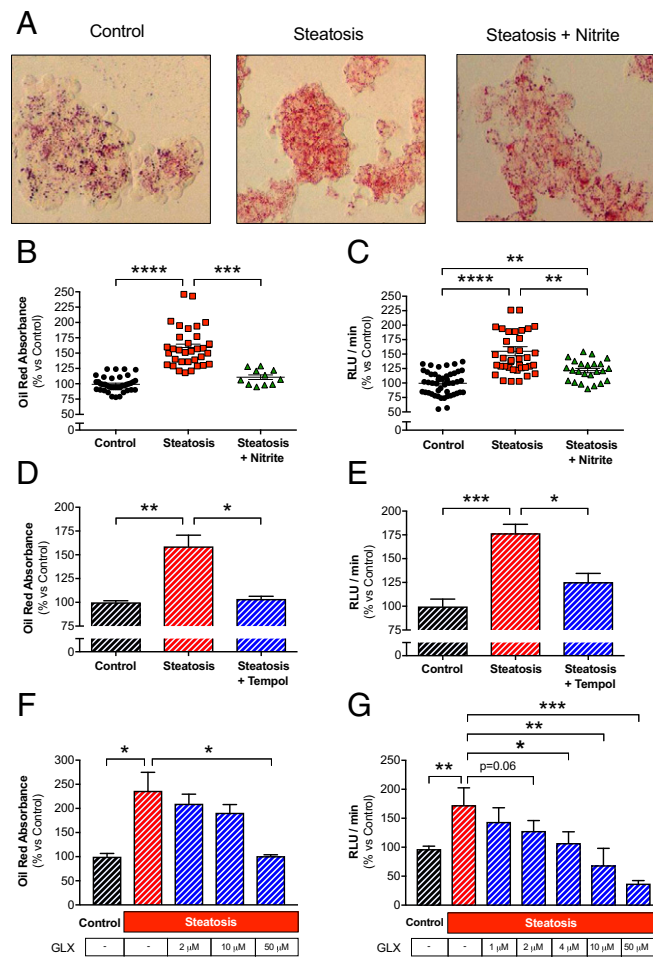 A
Control Steatosis Steatosis + Nitrite
B
**** ***
Oil Red Absorbance
(% vs Control)
250
225
200
175
150
125
100
75
50
0
Control Steatosis Steatosis
+ Nitrite
C
**
**** **
RLU / min
(% vs Control)
250
225
200
175
150
125
100
75
50
0
Control Steatosis Steatosis
+ Nitrite
D
** *
Oil Red Absorbance
(% vs Control)
200
175
150
125
100
75
0
Control Steatosis Steatosis
+ Tempol
E
*** *
RLU / min
(% vs Control)
200
175
150
125
100
75
0
Control Steatosis Steatosis
+ Tempol
F
* *
Oil Red Absorbance
(% vs Control)
300
250
200
150
100
50
0
Control Steatosis
GLX - - 2 µM 10 µM 50 µM
G
***
**
*
** p=0.06
RLU / min
(% vs Control)
250
200
150
100
50
0
Control Steatosis
GLX - - 1 µM 2 µM 4 µM 10 µM 50 µM